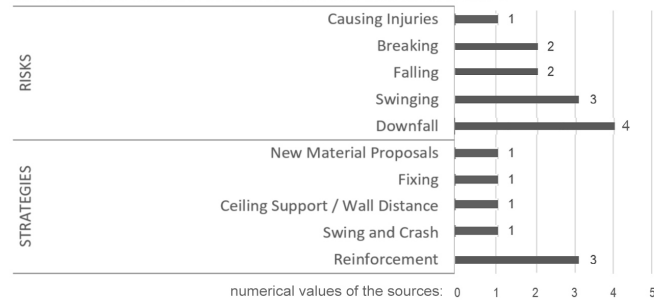 RISKS
Causing Injuries 1
Breaking 2
Falling 2
Swinging 3
Downfall 4
STRATEGIES
New Material Proposals 1
Fixing 1
Ceiling Support / Wall Distance 1
Swing and Crash 1
Reinforcement 3
numerical values of the sources: 0 1 2 3 4 5